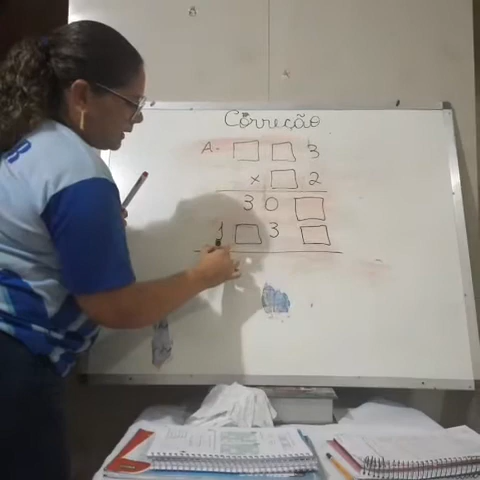 Correção
A- □ □ 3
× □ 2
3 0 □
1 □ 3 □